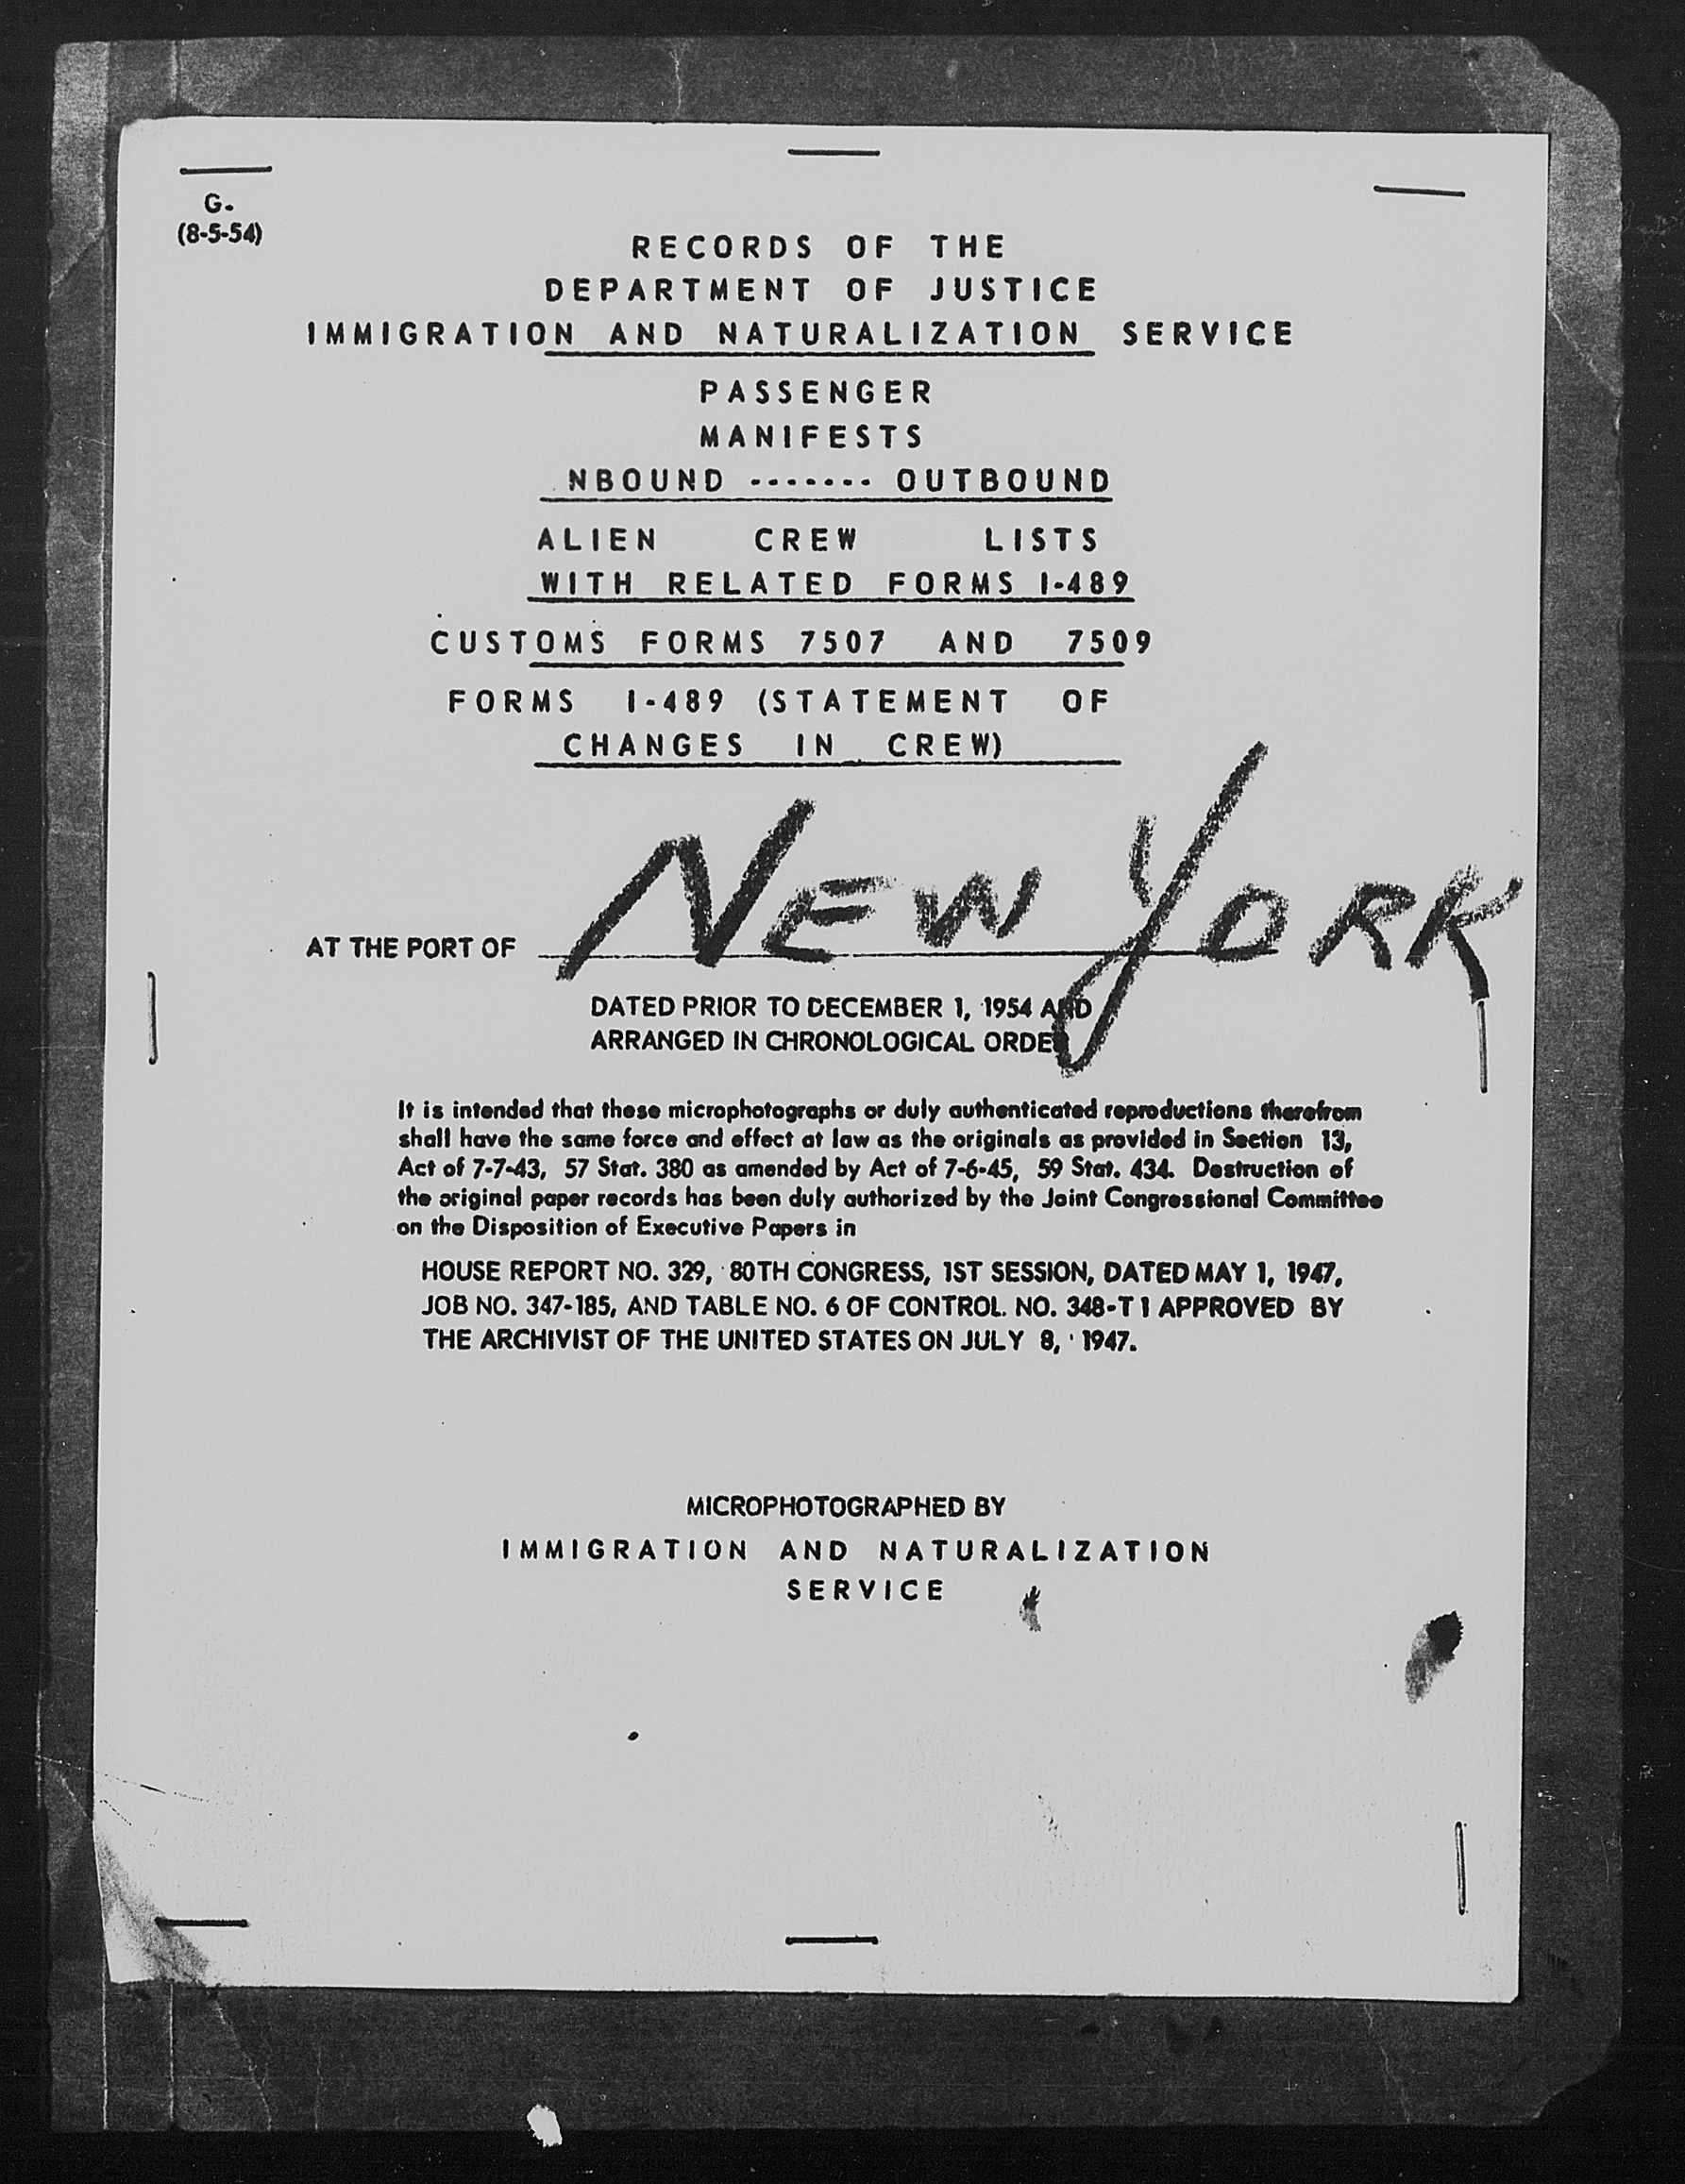 G.
(8-5-54)
RECORDS OF THE
DEPARTMENT OF JUSTICE
IMMIGRATION AND NATURALIZATION SERVICE
PASSENGER
MANIFESTS
NBOUND ------- OUTBOUND
ALIEN CREW LISTS
WITH RELATED FORMS I-489
CUSTOMS FORMS 7507 AND 7509
FORMS I-489 (STATEMENT OF
CHANGES IN CREW)
AT THE PORT OF NEW YORK
DATED PRIOR TO DECEMBER 1, 1954 AND
ARRANGED IN CHRONOLOGICAL ORDER
It is intended that these microphotographs or duly authenticated reproductions therefrom
shall have the same force and effect at law as the originals as provided in Section 13,
Act of 7-7-43, 57 Stat. 380 as amended by Act of 7-6-45, 59 Stat. 434. Destruction of
the original paper records has been duly authorized by the Joint Congressional Committee
on the Disposition of Executive Papers in
HOUSE REPORT NO. 329, 80TH CONGRESS, 1ST SESSION, DATED MAY 1, 1947,
JOB NO. 347-185, AND TABLE NO. 6 OF CONTROL NO. 348-T1 APPROVED BY
THE ARCHIVIST OF THE UNITED STATES ON JULY 8, 1947.
MICROPHOTOGRAPHED BY
IMMIGRATION AND NATURALIZATION
SERVICE